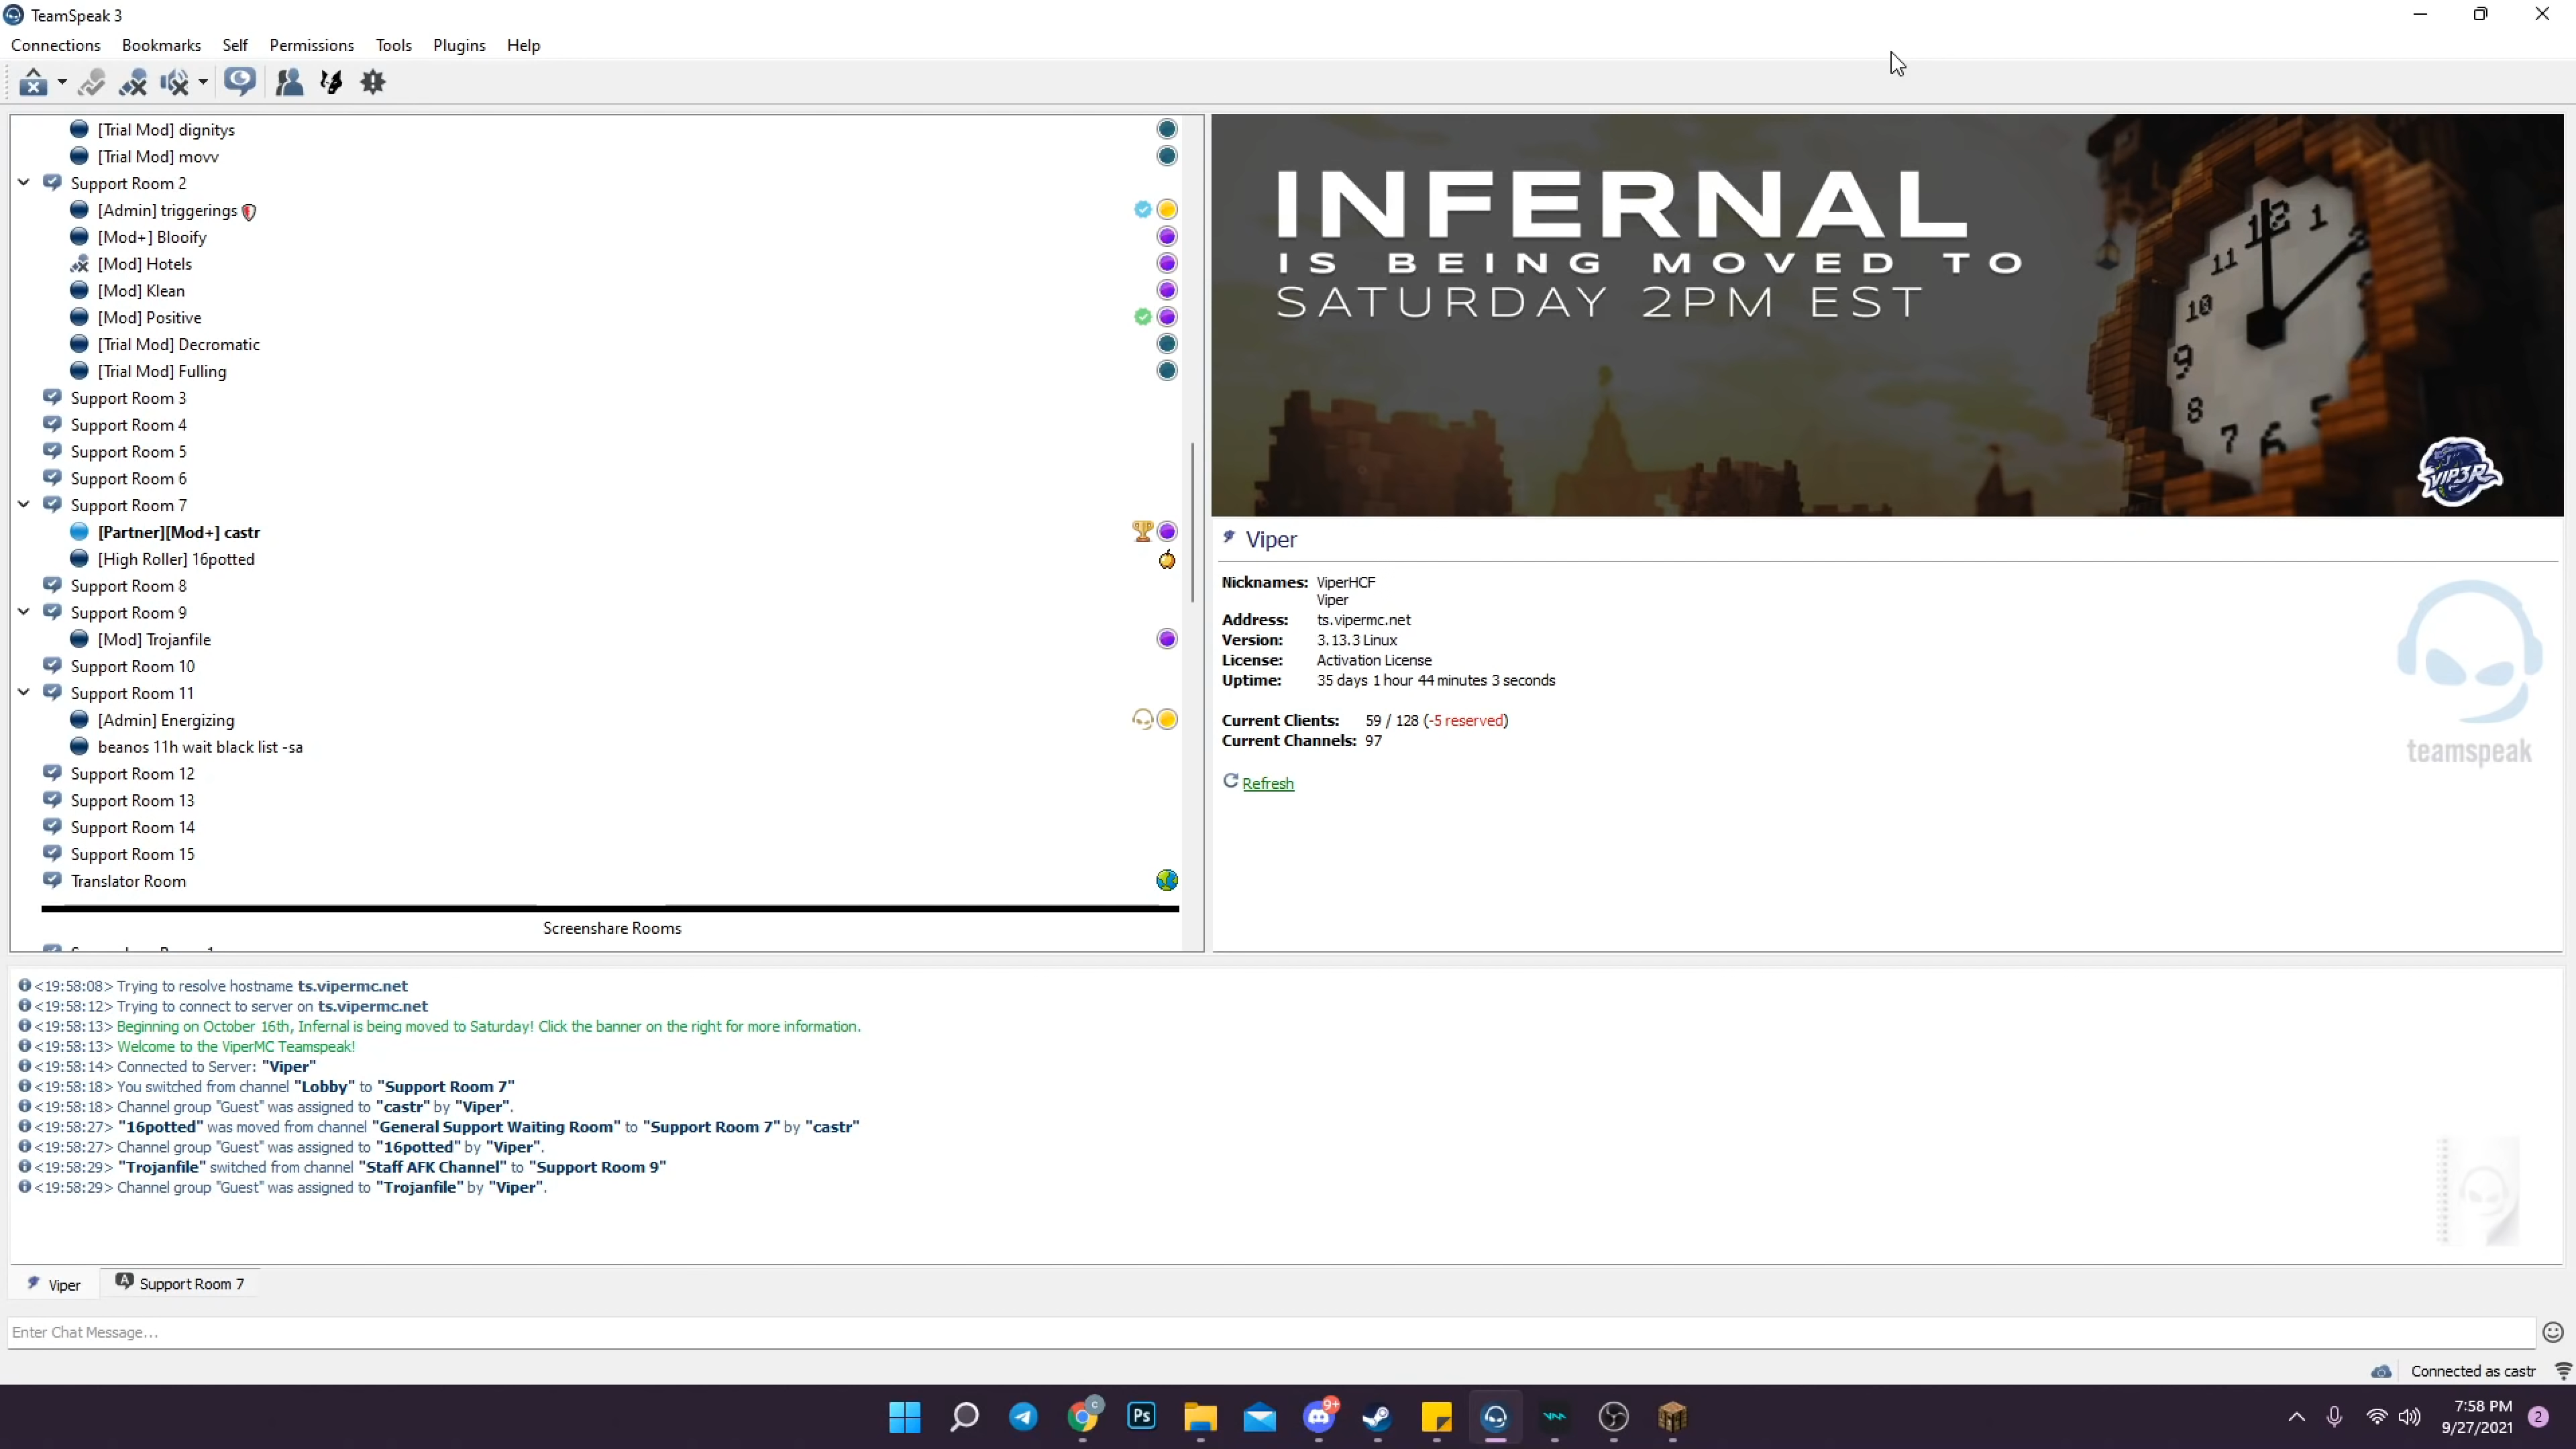 TeamSpeak 3
Connections Bookmarks Self Permissions Tools Plugins Help
[Trial Mod] dignitys
[Trial Mod] movv
Support Room 2
[Admin] triggerings
[Mod+] Blooify
[Mod] Hotels
[Mod] Klean
[Mod] Positive
[Trial Mod] Decromatic
[Trial Mod] Fulling
Support Room 3
Support Room 4
Support Room 5
Support Room 6
Support Room 7
[Partner][Mod+] castr
[High Roller] 16potted
Support Room 8
Support Room 9
[Mod] Trojanfile
Support Room 10
Support Room 11
[Admin] Energizing
beanos 11h wait black list -sa
Support Room 12
Support Room 13
Support Room 14
Support Room 15
Translator Room
Screenshare Rooms
INFERNAL
IS BEING MOVED TO
SATURDAY 2PM EST
12 1
11
10
9
8
7 6
VIP3R
Viper
Nicknames: ViperHCF
Viper
Address: ts.vipermc.net
Version: 3.13.3 Linux
License: Activation License
Uptime: 35 days 1 hour 44 minutes 3 seconds
Current Clients: 59 / 128 (-5 reserved)
Current Channels: 97
Refresh
teamspeak
<19:58:08> Trying to resolve hostname ts.vipermc.net
<19:58:12> Trying to connect to server on ts.vipermc.net
<19:58:13> Beginning on October 16th, Infernal is being moved to Saturday! Click the banner on the right for more information.
<19:58:13> Welcome to the ViperMC Teamspeak!
<19:58:14> Connected to Server: "Viper"
<19:58:18> You switched from channel "Lobby" to "Support Room 7"
<19:58:18> Channel group "Guest" was assigned to "castr" by "Viper".
<19:58:27> "16potted" was moved from channel "General Support Waiting Room" to "Support Room 7" by "castr"
<19:58:27> Channel group "Guest" was assigned to "16potted" by "Viper".
<19:58:29> "Trojanfile" switched from channel "Staff AFK Channel" to "Support Room 9"
<19:58:29> Channel group "Guest" was assigned to "Trojanfile" by "Viper".
Viper Support Room 7
Enter Chat Message...
Connected as castr
C
Ps
9+
7:58 PM
9/27/2021
2